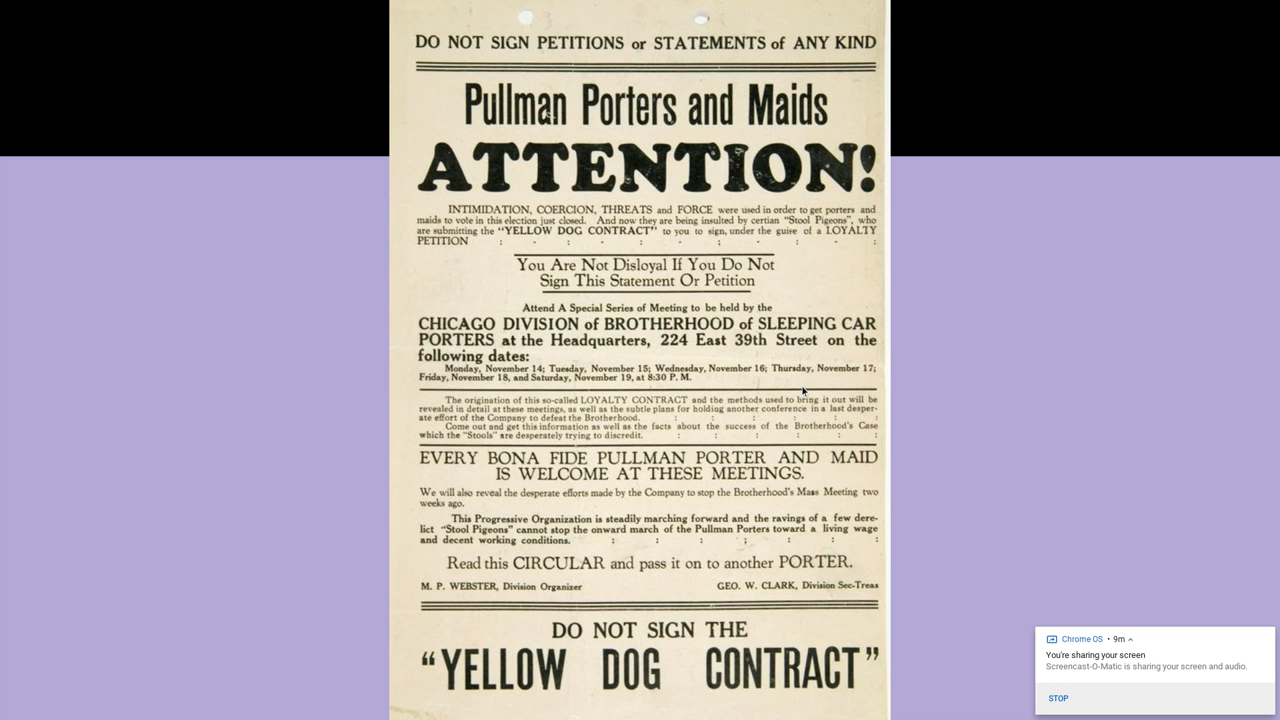 DO NOT SIGN PETITIONS or STATEMENTS of ANY KIND
Pullman Porters and Maids
ATTENTION!
INTIMIDATION, COERCION, THREATS and FORCE were used in order to get porters and
maids to vote in this election just closed. And now they are being insulted by certian "Stool Pigeons", who
are submitting the "YELLOW DOG CONTRACT" to you to sign, under the guise of a LOYALTY
PETITION : - : - : - : - : :
You Are Not Disloyal If You Do Not
Sign This Statement Or Petition
Attend A Special Series of Meeting to be held by the
CHICAGO DIVISION of BROTHERHOOD of SLEEPING CAR
PORTERS at the Headquarters, 224 East 39th Street on the
following dates:
Monday, November 14; Tuesday, November 15; Wednesday, November 16; Thursday, November 17;
Friday, November 18, and Saturday, November 19, at 8:30 P. M.
The origination of this so-called LOYALTY CONTRACT and the methods used to bring it out will be
revealed in detail at these meetings, as well as the subtle plans for holding another conference in a last desper-
ate effort of the Company to defeat the Brotherhood. : : : : : :
Come out and get this information as well as the facts about the success of the Brotherhood's Case
which the "Stools" are desperately trying to discredit. : : : : : :
EVERY BONA FIDE PULLMAN PORTER AND MAID
IS WELCOME AT THESE MEETINGS.
We will also reveal the desperate efforts made by the Company to stop the Brotherhood's Mass Meeting two
weeks ago.
This Progressive Organization is steadily marching forward and the ravings of a few dere-
lict "Stool Pigeons" cannot stop the onward march of the Pullman Porters toward a living wage
and decent working conditions. : : : : : : :
Read this CIRCULAR and pass it on to another PORTER.
M. P. WEBSTER, Division Organizer GEO. W. CLARK, Division Sec-Treas
DO NOT SIGN THE
"YELLOW DOG CONTRACT"
Chrome OS • 9m
You're sharing your screen
Screencast-O-Matic is sharing your screen and audio.
STOP